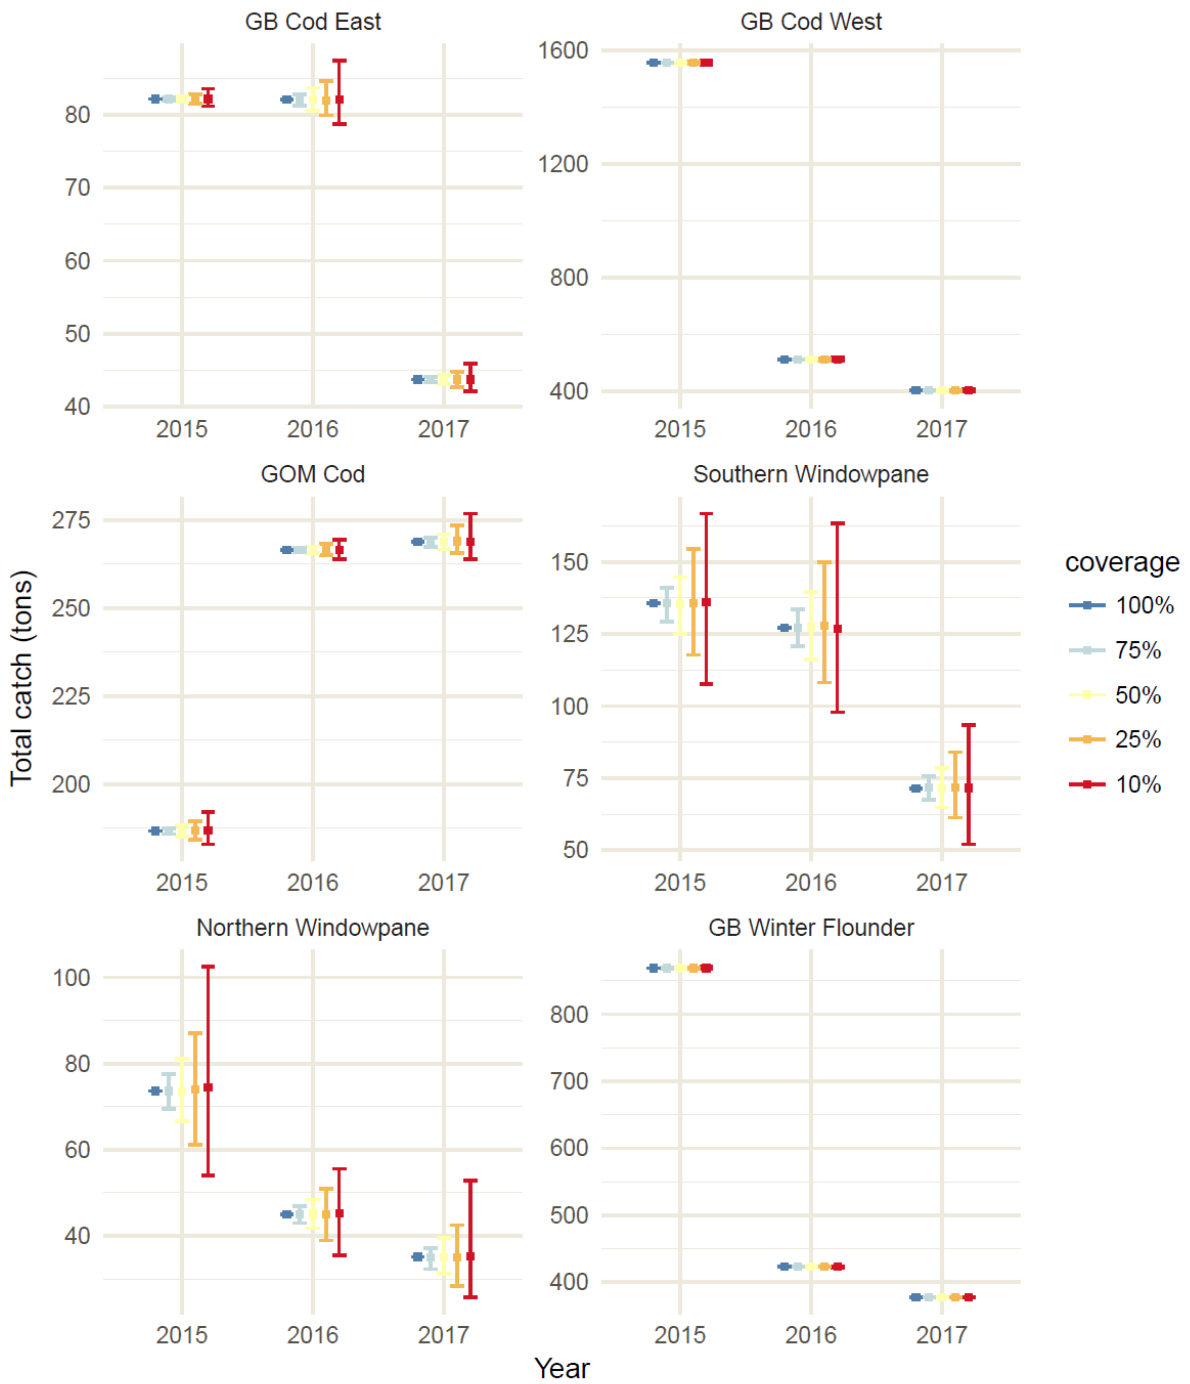 GB Cod East
GB Cod West
80
70
60
50
40
2015 2016 2017
1600
1200
800
400
2015 2016 2017
GOM Cod
Southern Windowpane
275
250
225
200
2015 2016 2017
150
125
100
75
50
2015 2016 2017
Northern Windowpane
GB Winter Flounder
100
80
60
40
2015 2016 2017
800
700
600
500
400
2015 2016 2017
Total catch (tons)
Year
coverage
100%
75%
50%
25%
10%